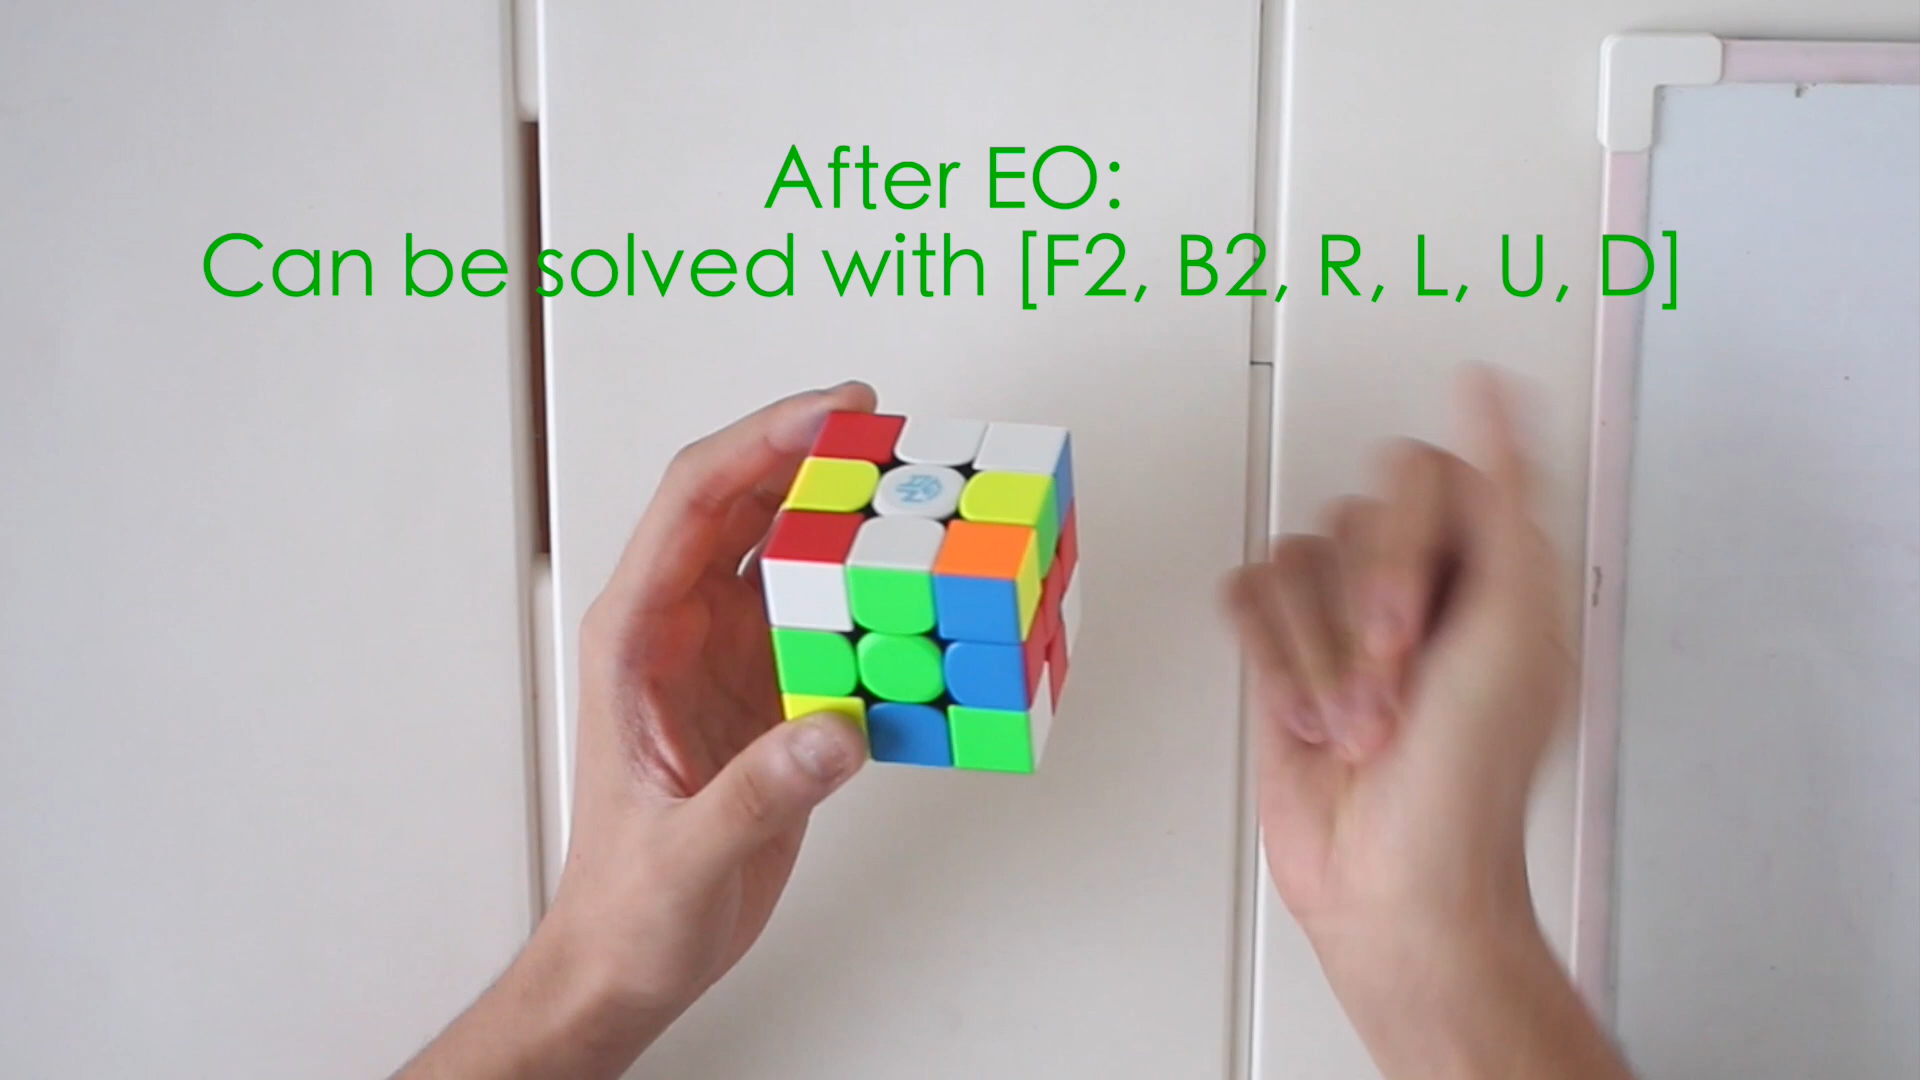 After EO:
Can be solved with [F2, B2, R, L, U, D]